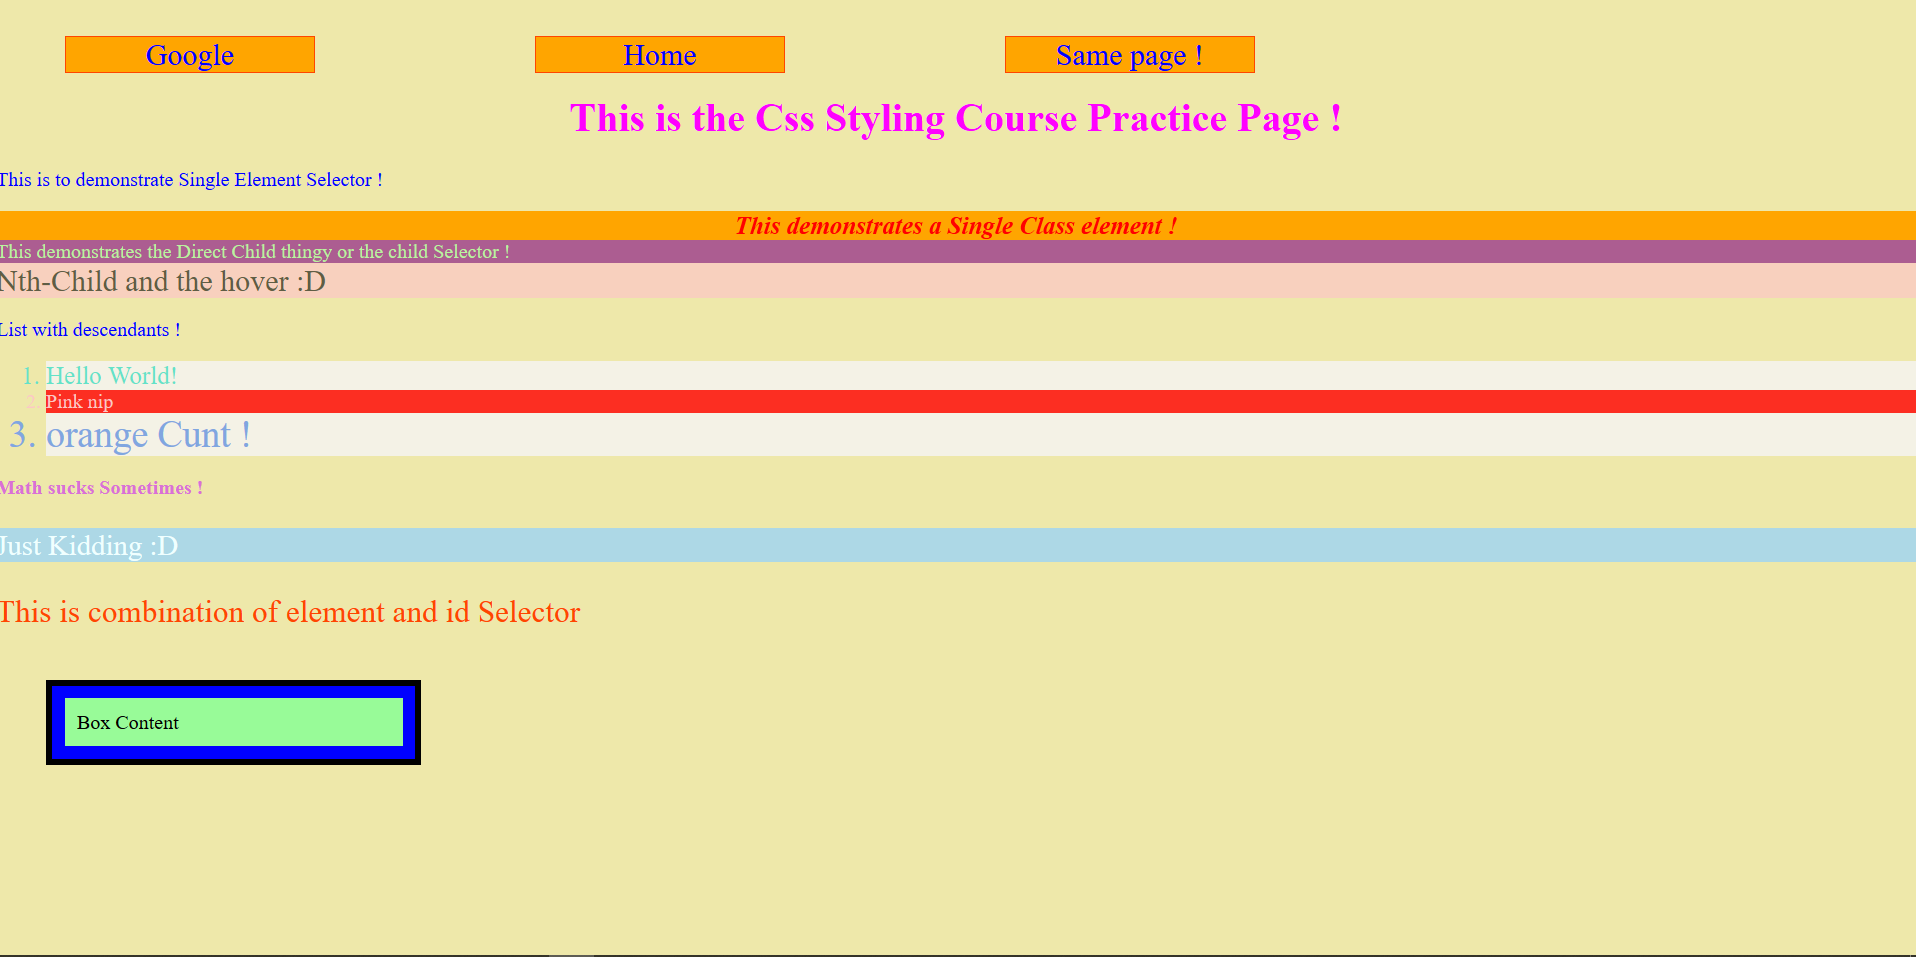 Google
Home
Same page !
This is the Css Styling Course Practice Page !
This is to demonstrate Single Element Selector !
This demonstrates a Single Class element !
This demonstrates the Direct Child thingy or the child Selector !
Nth-Child and the hover :D
List with descendants !
1. Hello World!
2. Pink nip
3. orange Cunt !
Math sucks Sometimes !
Just Kidding :D
This is combination of element and id Selector
Box Content